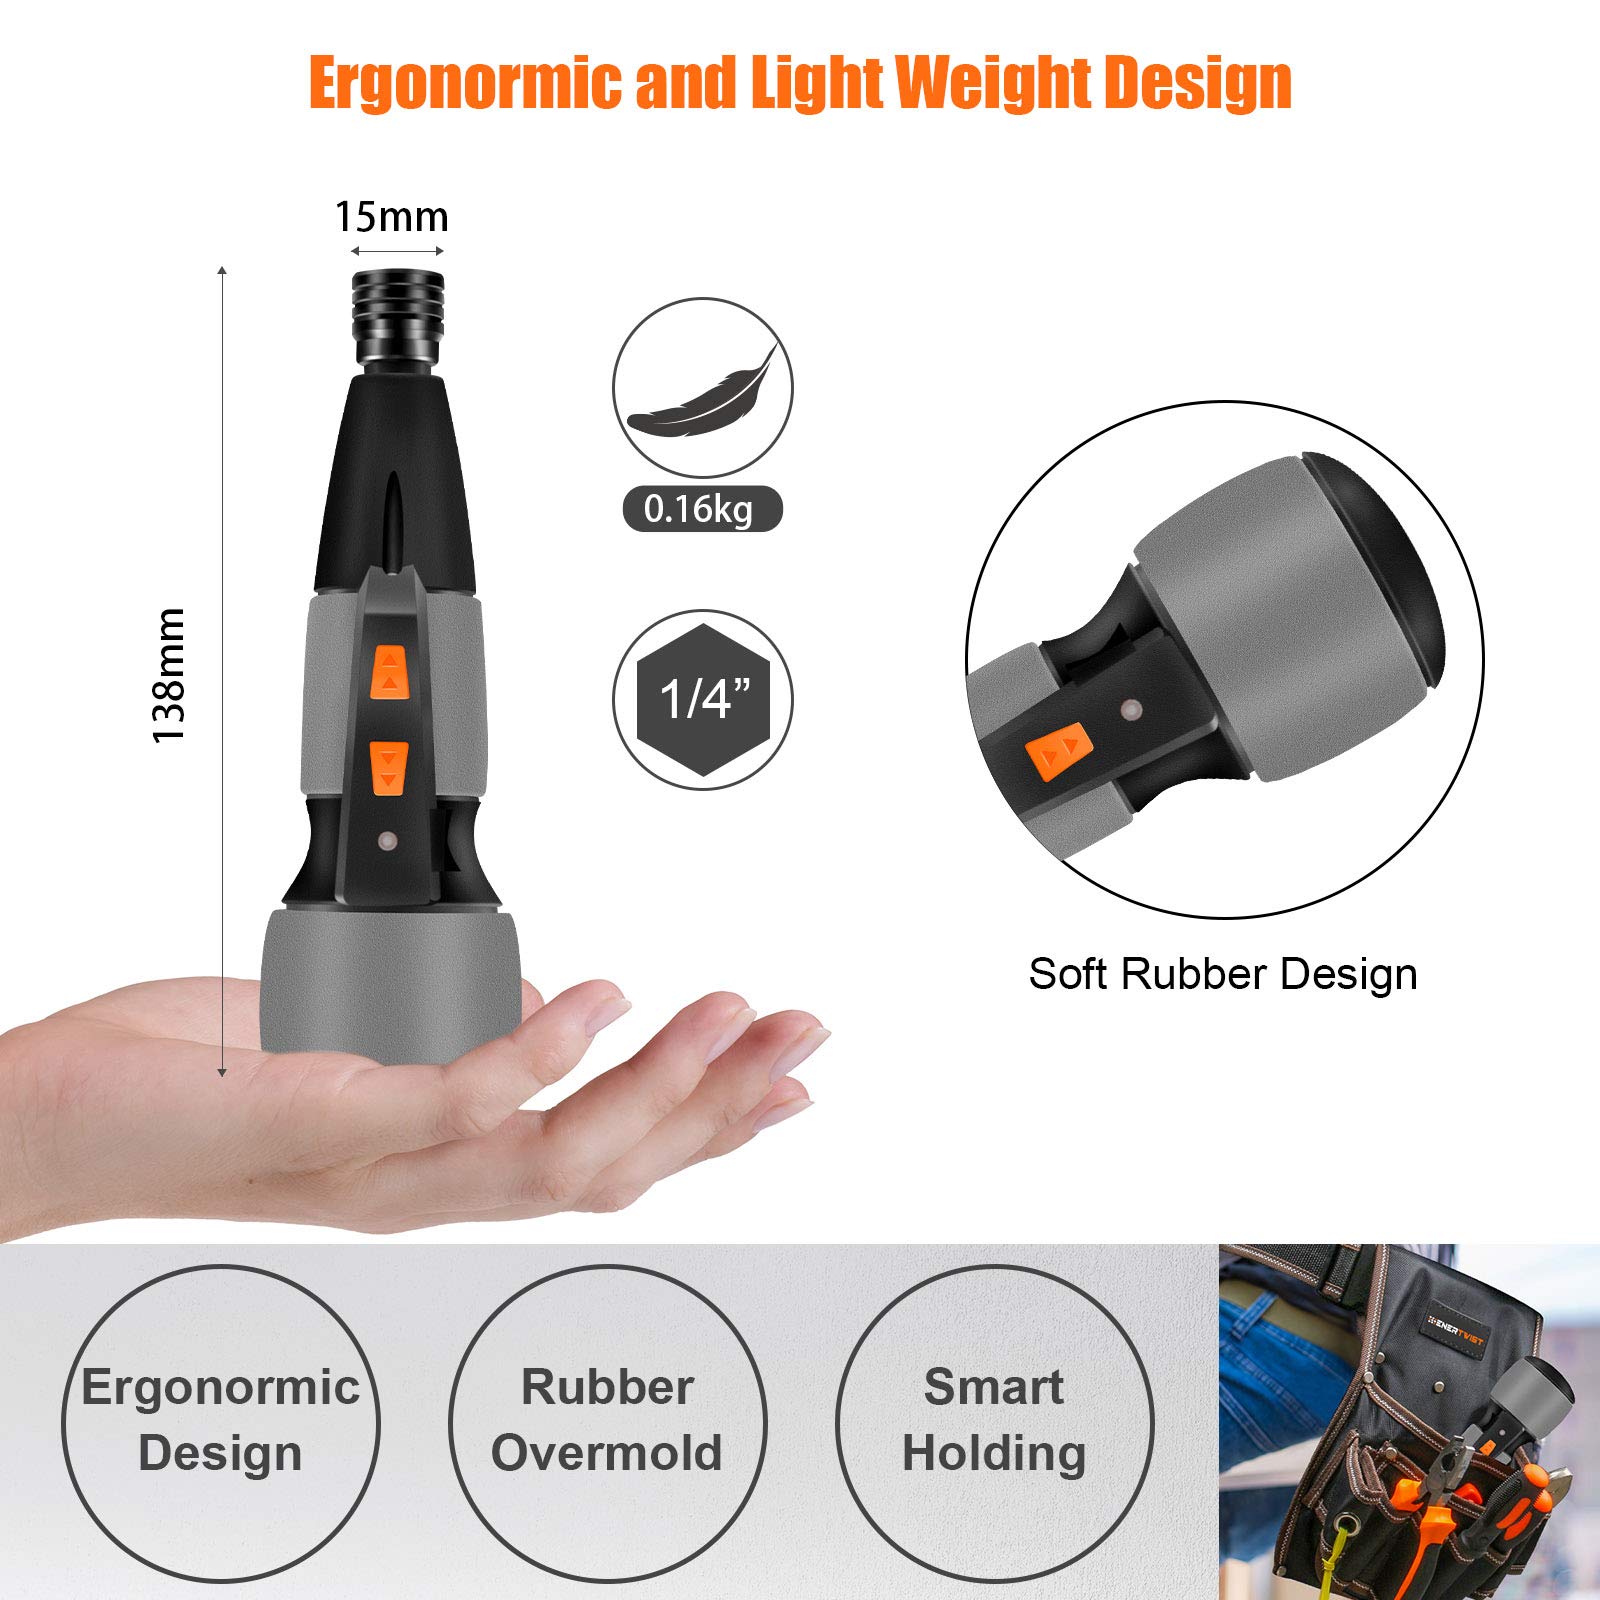 Ergonormic and Light Weight Design
15mm
138mm
0.16kg
1/4”
Soft Rubber Design
Ergonormic
Design
Rubber
Overmold
Smart
Holding
ENERTWIST